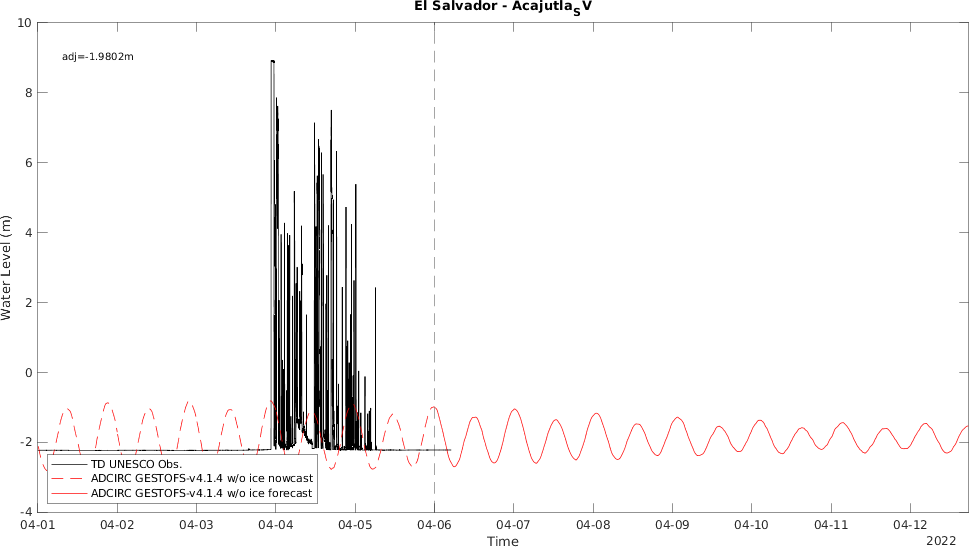 El Salvador - AcajutlaSV
10
adj=-1.9802m
8
6
4
2
0
-2
-4
Water Level (m)
TD UNESCO Obs.
ADCIRC GESTOFS-v4.1.4 w/o ice nowcast
ADCIRC GESTOFS-v4.1.4 w/o ice forecast
04-01 04-02 04-03 04-04 04-05 04-06 04-07 04-08 04-09 04-10 04-11 04-12
Time
2022